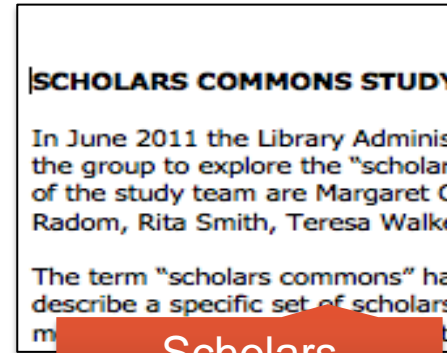 SCHOLARS COMMONS STUDY
In June 2011 the Library Adminis
the group to explore the "scholar
of the study team are Margaret
Radom, Rita Smith, Teresa Walke
The term "scholars commons" ha
describe a specific set of scholars
Scholars